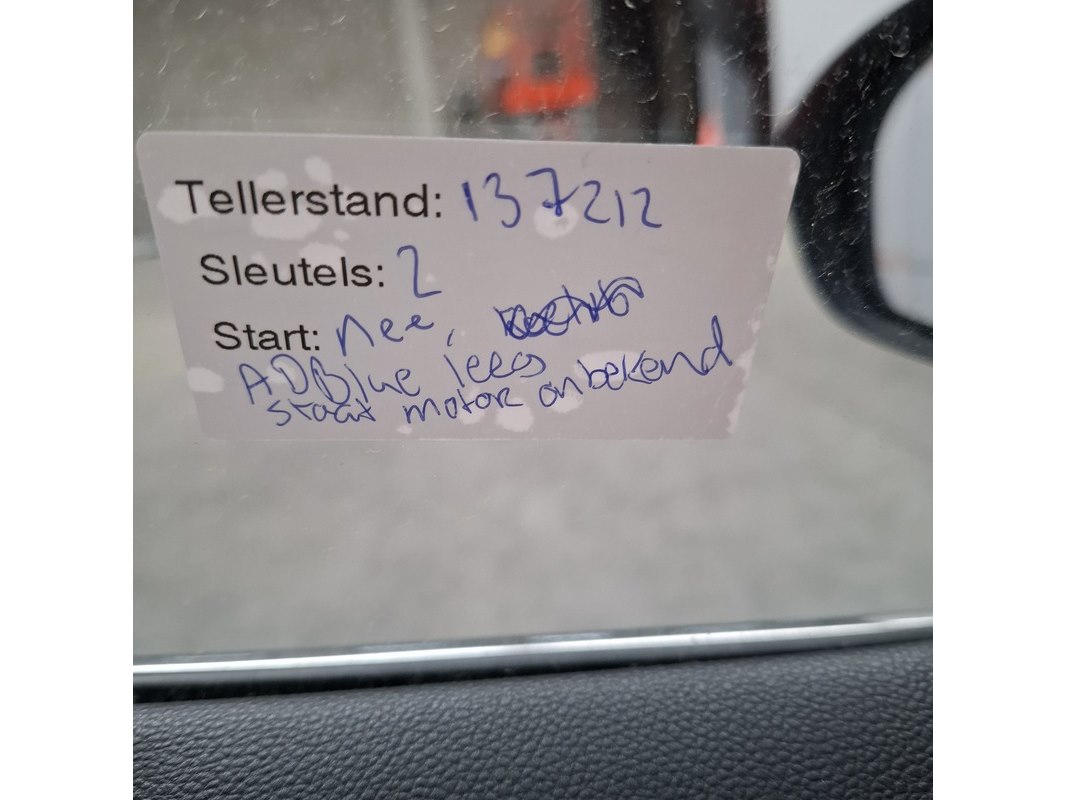 Tellerstand: 137212
Sleutels: 2
Start: nee,
ADBlue leeg
staat motor onbekend